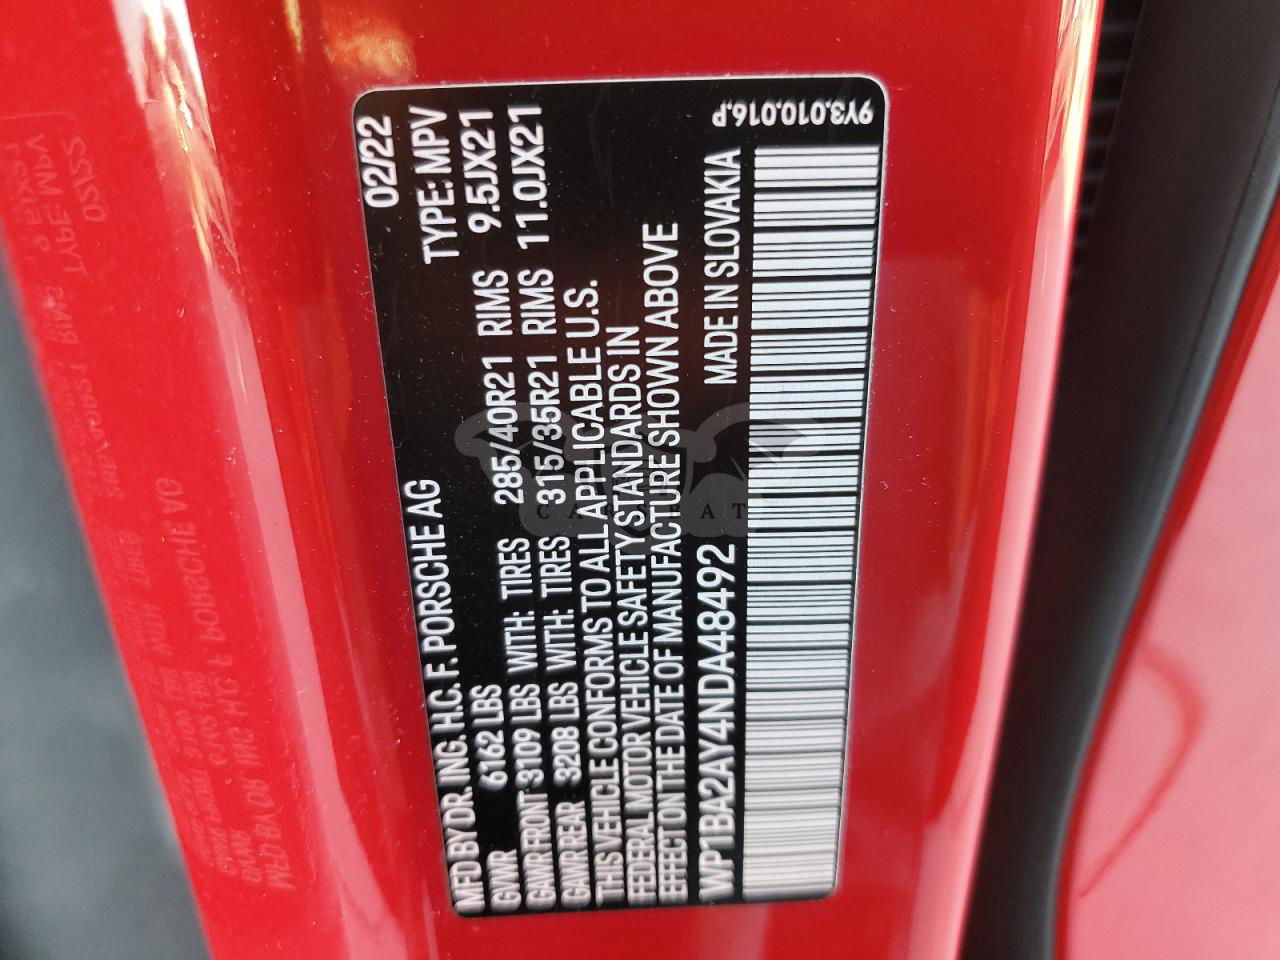 MFD BY DR. ING. H.C. F. PORSCHE AG 02/22
GVWR 6162 LBS TYPE: MPV
GAWR FRONT 3109 LBS WITH: TIRES 285/40R21 RIMS 9.5JX21
GAWR REAR 3208 LBS WITH: TIRES 315/35R21 RIMS 11.0JX21
THIS VEHICLE CONFORMS TO ALL APPLICABLE U.S.
FEDERAL MOTOR VEHICLE SAFETY STANDARDS IN
EFFECT ON THE DATE OF MANUFACTURE SHOWN ABOVE
WP1BA2AY4NDA48492 MADE IN SLOVAKIA
9Y3.010.016.P